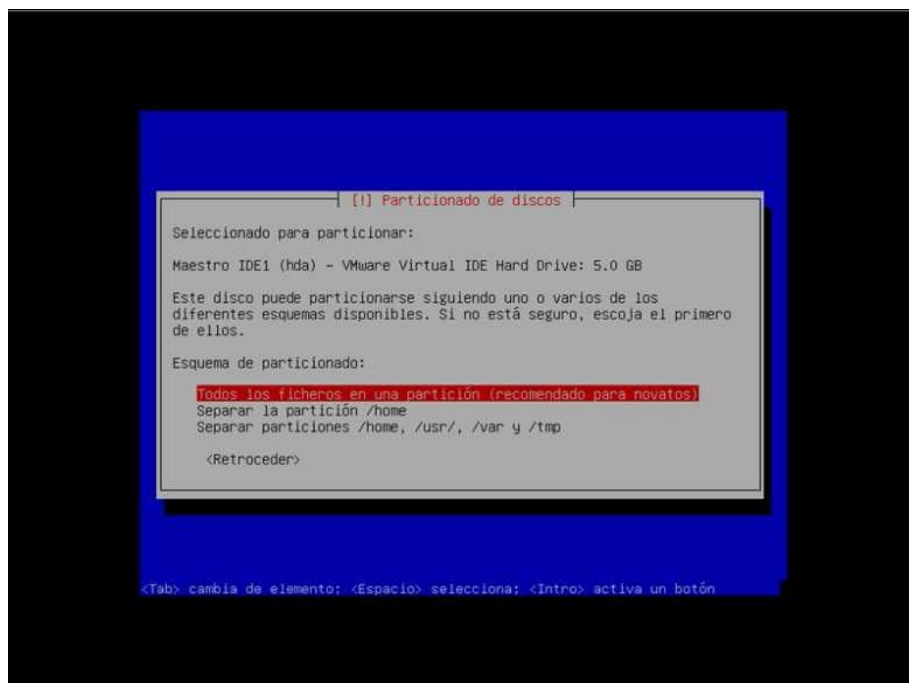 [!] Particionado de discos
Seleccionado para particionar:
Maestro IDE1 (hda) - VMware Virtual IDE Hard Drive: 5.0 GB
Este disco puede particionarse siguiendo uno o varios de los
diferentes esquemas disponibles. Si no está seguro, escoja el primero
de ellos.
Esquema de particionado:
Todos los ficheros en una partición (recomendado para novatos)
Separar la partición /home
Separar particiones /home, /usr/, /var y /tmp
<Retroceder>
<Tab> cambia de elemento; <Espacio> selecciona; <Intro> activa un botón